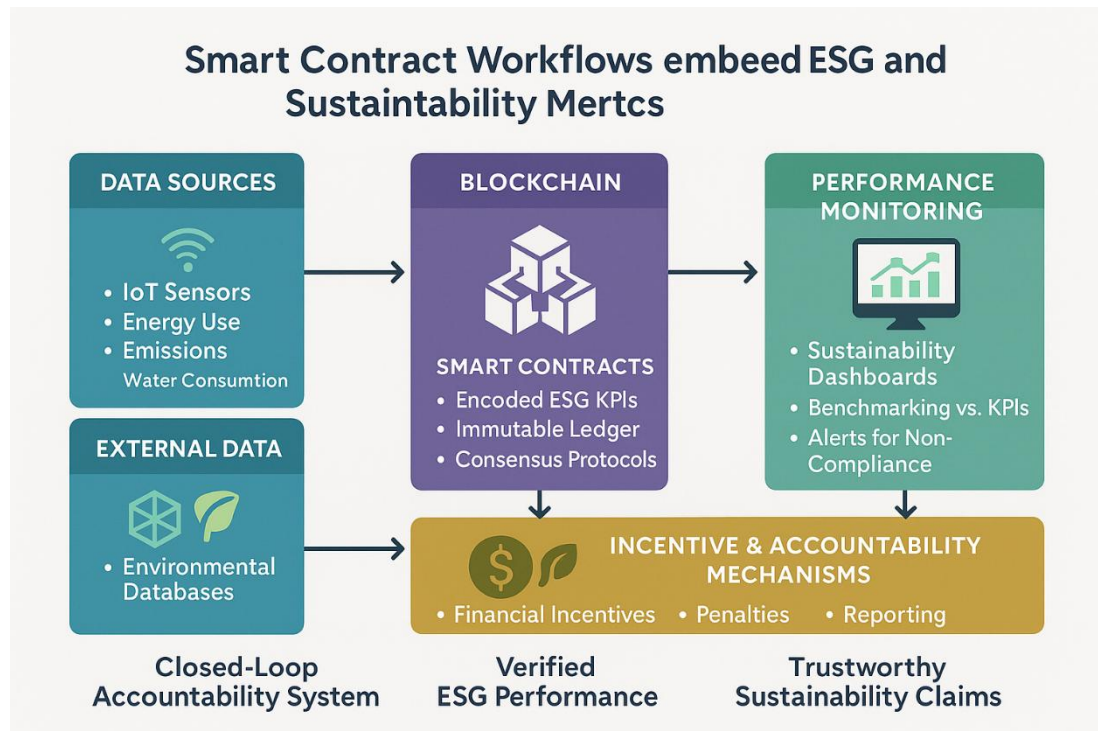 Smart Contract Workflows embeed ESG and
Sustaintability Mertcs
DATA SOURCES
• IoT Sensors
• Energy Use
• Emissions
Water Consumtion
EXTERNAL DATA
• Environmental
Databases
BLOCKCHAIN
SMART CONTRACTS
• Encoded ESG KPIs
• Immutable Ledger
• Consensus Protocols
PERFORMANCE
MONITORING
• Sustainability
Dashboards
• Benchmarking vs. KPIs
• Alerts for Non-
Compliance
$
INCENTIVE & ACCOUNTABILITY
MECHANISMS
• Financial Incentives • Penalties • Reporting
Closed-Loop
Accountability System
Verified
ESG Performance
Trustworthy
Sustainability Claims